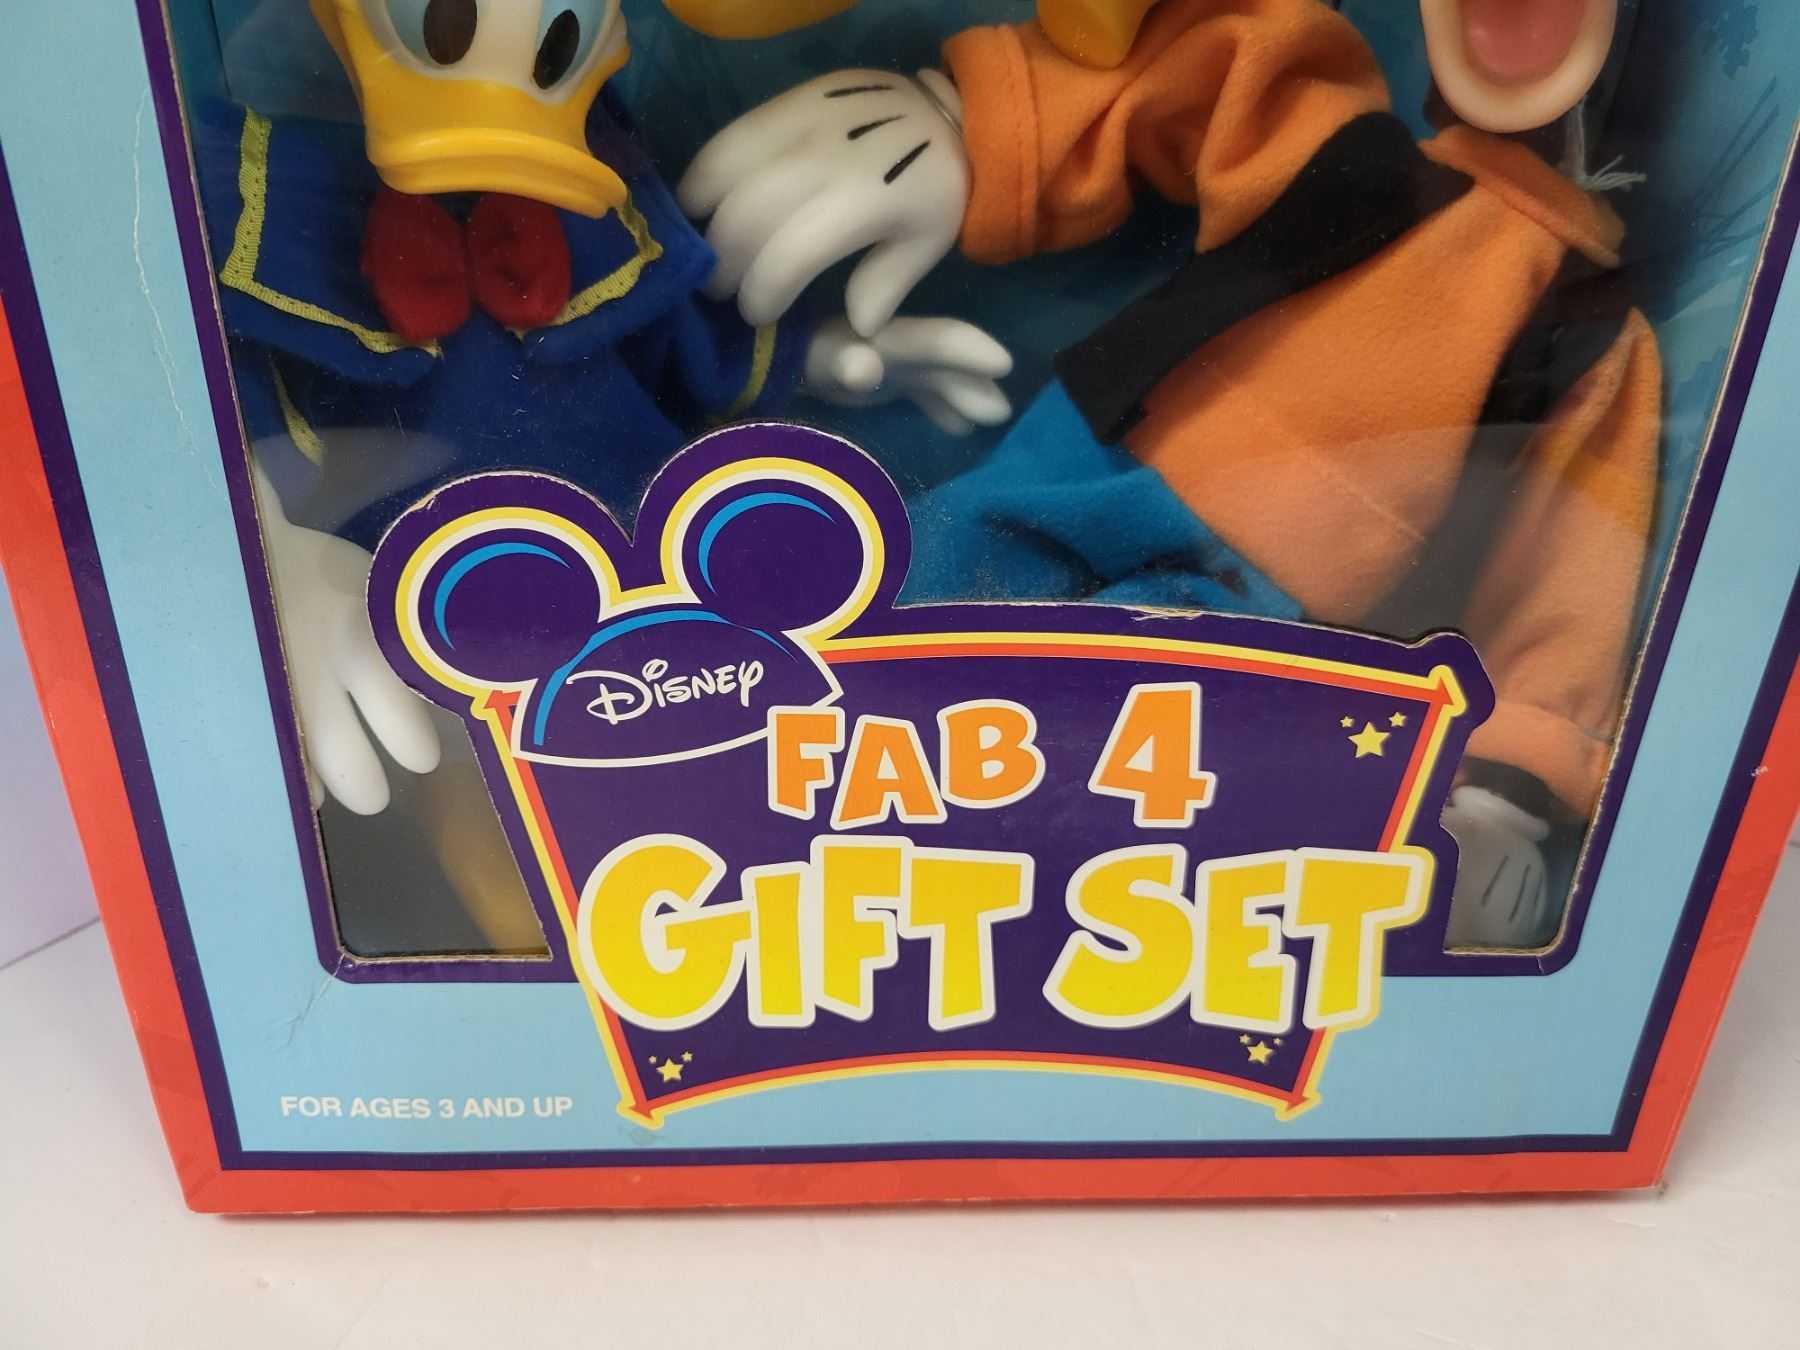 Disney
FAB 4
GIFT SET
FOR AGES 3 AND UP